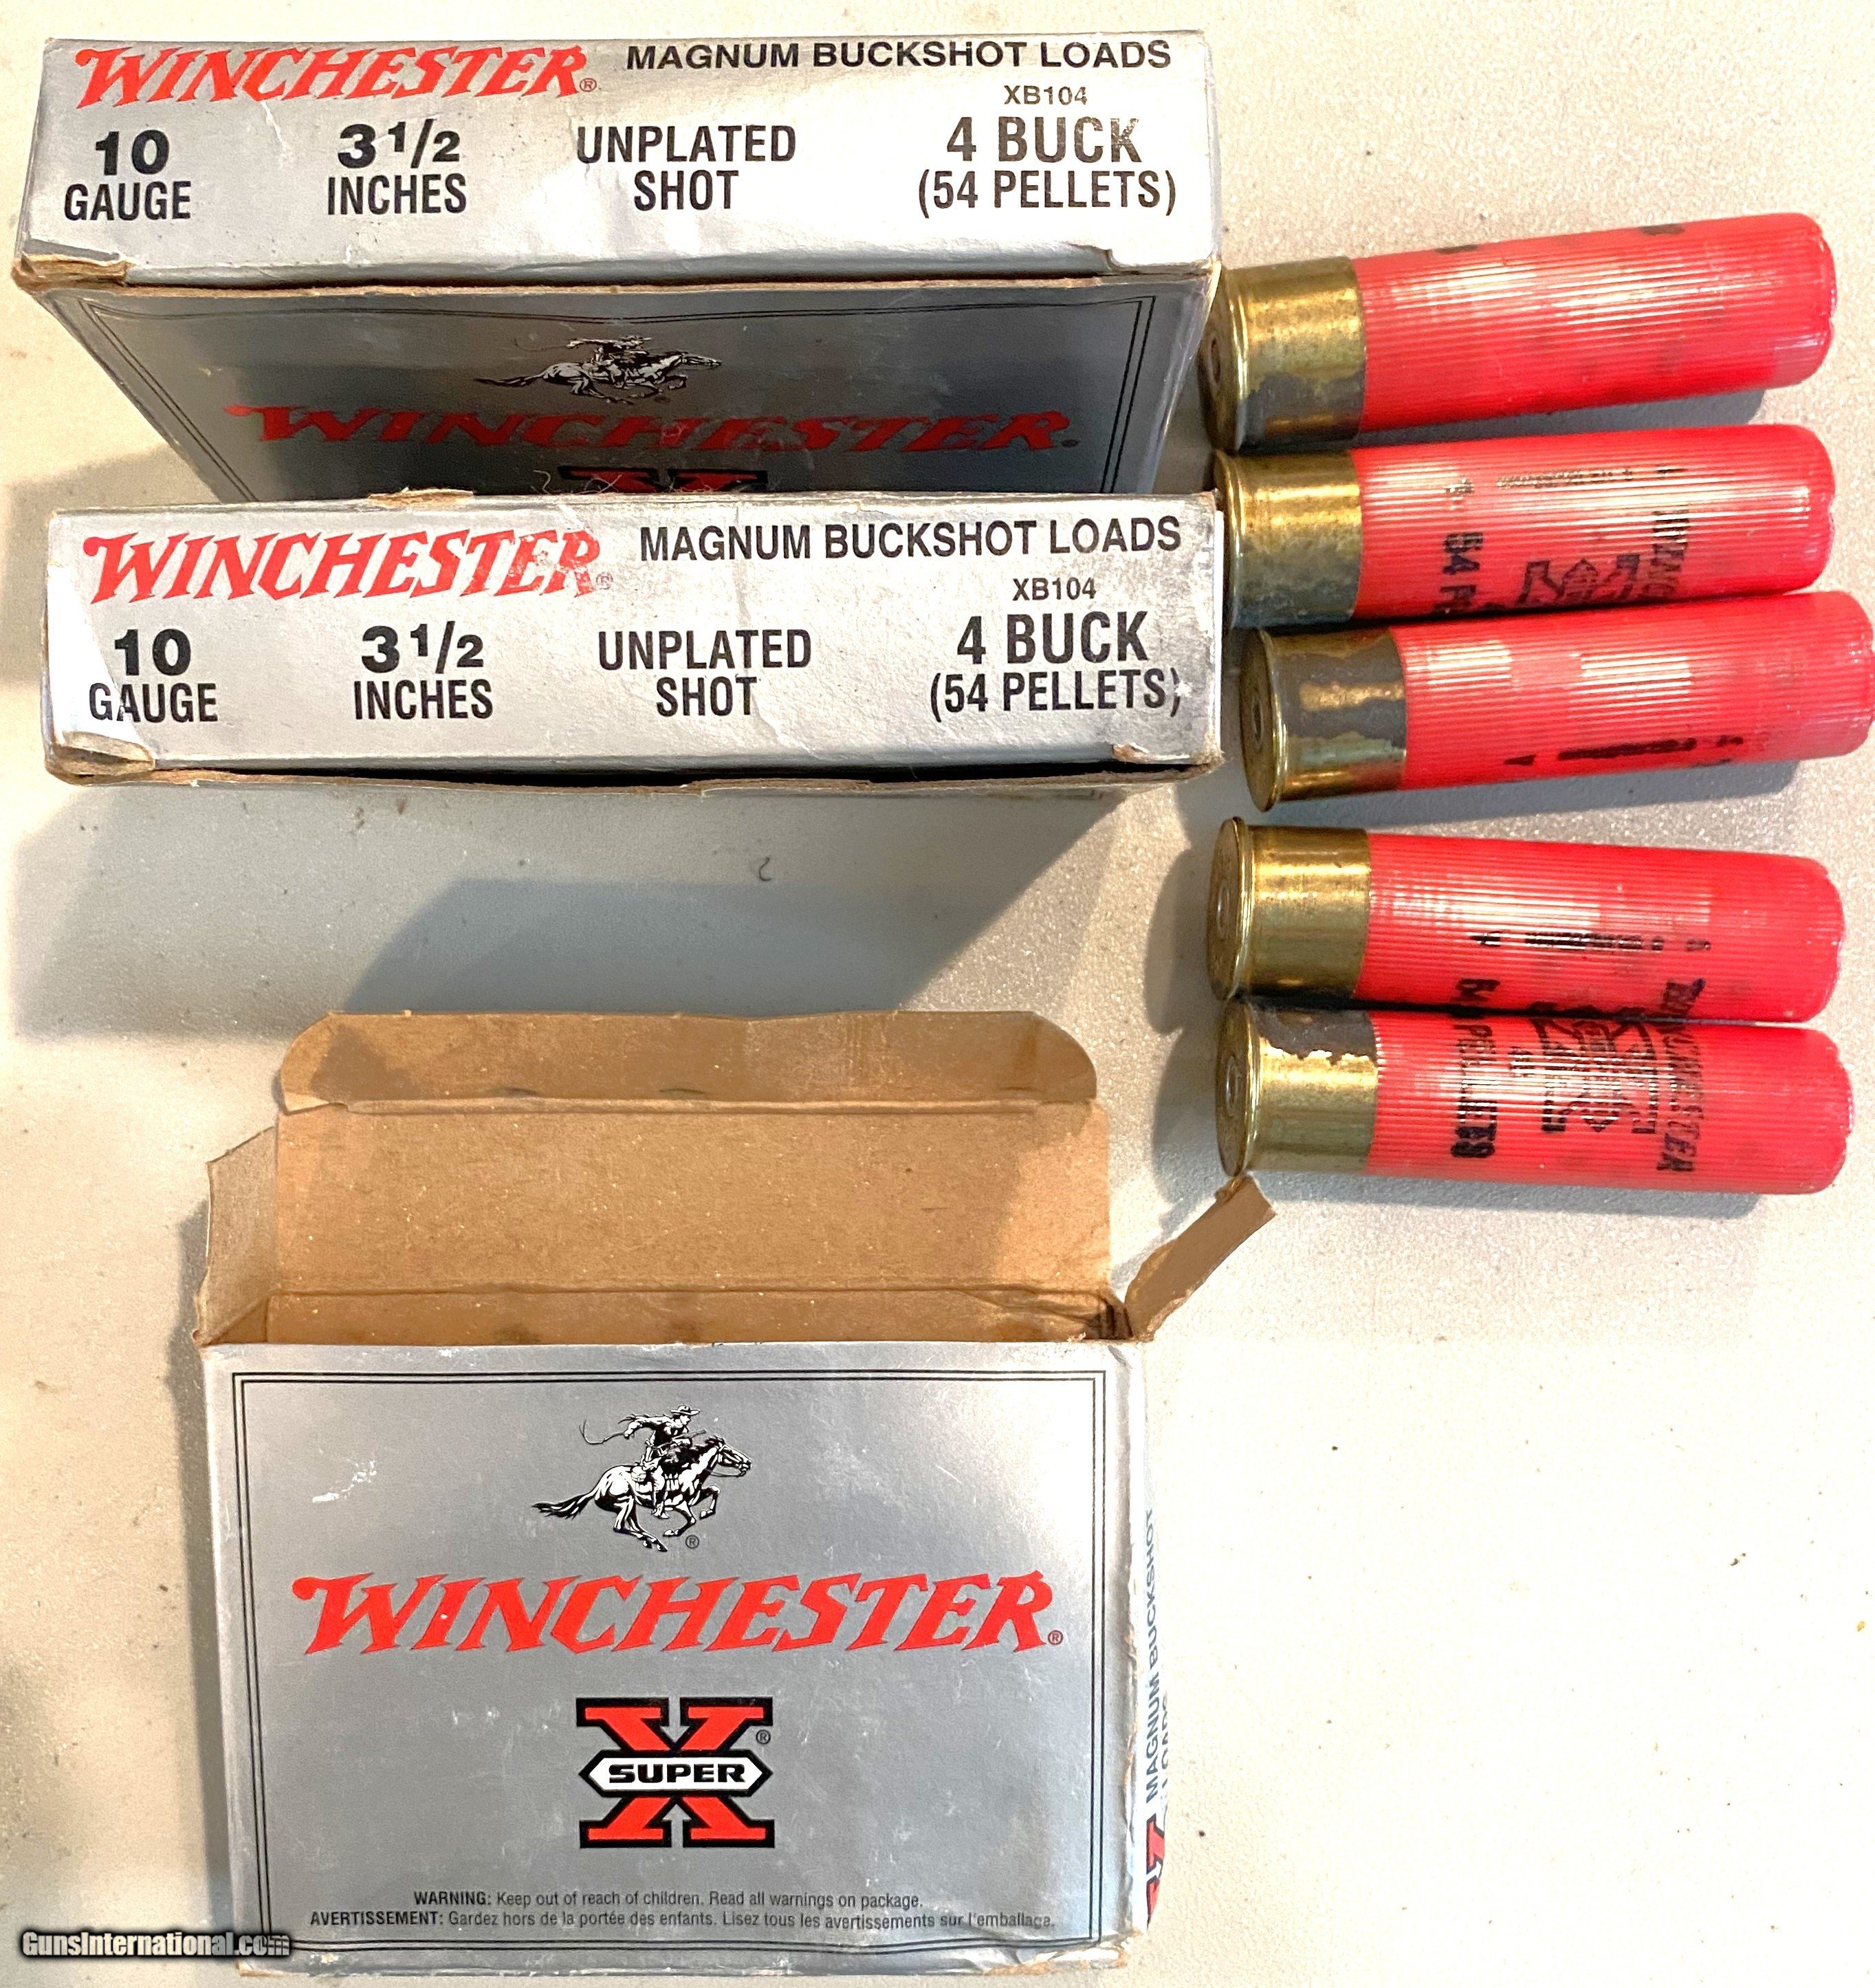 WINCHESTER® MAGNUM BUCKSHOT LOADS
XB104
10 3 1/2 UNPLATED 4 BUCK
GAUGE INCHES SHOT (54 PELLETS)
WINCHESTER.
X
WINCHESTER® MAGNUM BUCKSHOT LOADS
XB104
10 3 1/2 UNPLATED 4 BUCK
GAUGE INCHES SHOT (54 PELLETS)
54
54 PELLETS
WINCHESTER
®
WINCHESTER®
X®
SUPER
MAGNUM BUCKSHOT
LOADS
WARNING: Keep out of reach of children. Read all warnings on package.
AVERTISSEMENT: Gardez hors de la portée des enfants. Lisez tous les avertissements sur l'emballage.
GunsInternational.com